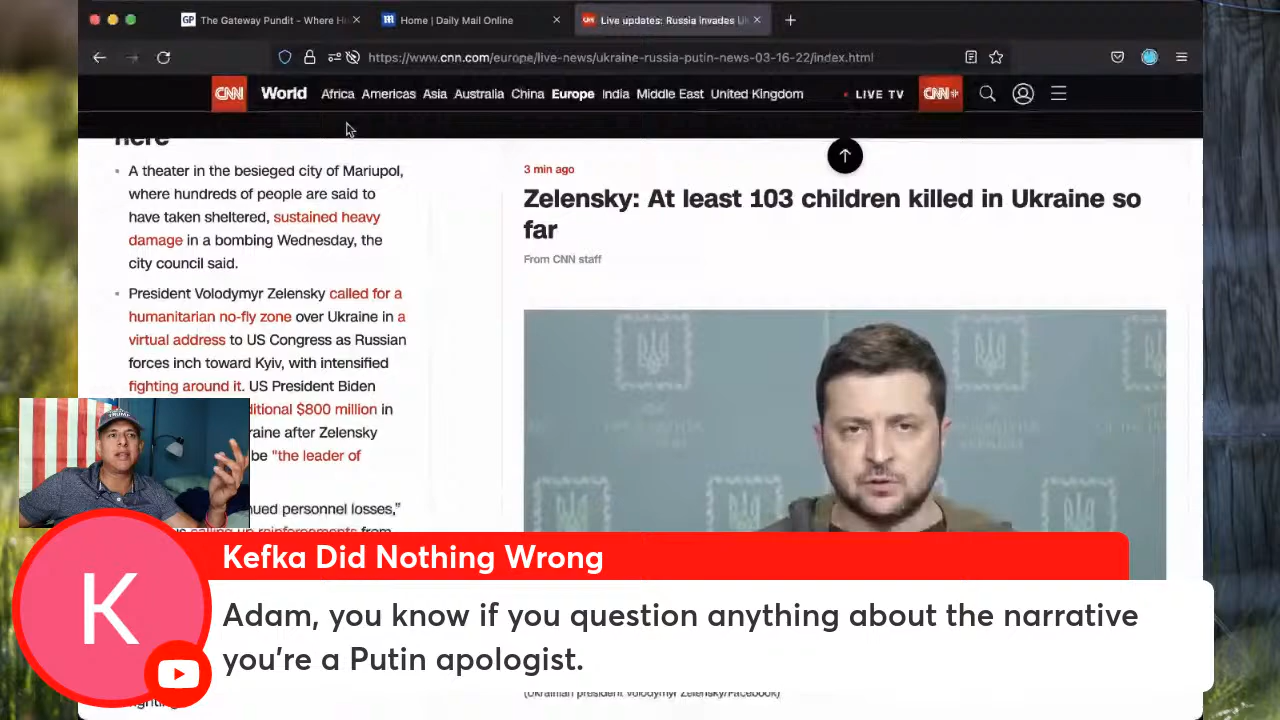 GP The Gateway Pundit - Where H
Home | Daily Mail Online
CNN Live updates: Russia invades Uk
https://www.cnn.com/europe/live-news/ukraine-russia-putin-news-03-16-22/index.html
CNN World Africa Americas Asia Australia China Europe India Middle East United Kingdom LIVE TV CNN+
here
A theater in the besieged city of Mariupol,
where hundreds of people are said to
have taken sheltered, sustained heavy
damage in a bombing Wednesday, the
city council said.
President Volodymyr Zelensky called for a
humanitarian no-fly zone over Ukraine in a
virtual address to US Congress as Russian
forces inch toward Kyiv, with intensified
fighting around it. US President Biden
ditional $800 million in
raine after Zelensky
be "the leader of
nued personnel losses,"
calling up reinforcements from
3 min ago
Zelensky: At least 103 children killed in Ukraine so
far
From CNN staff
TRUMP
K
Kefka Did Nothing Wrong
Adam, you know if you question anything about the narrative
you're a Putin apologist.
(Ukrainian president Volodymyr Zelensky/Facebook)